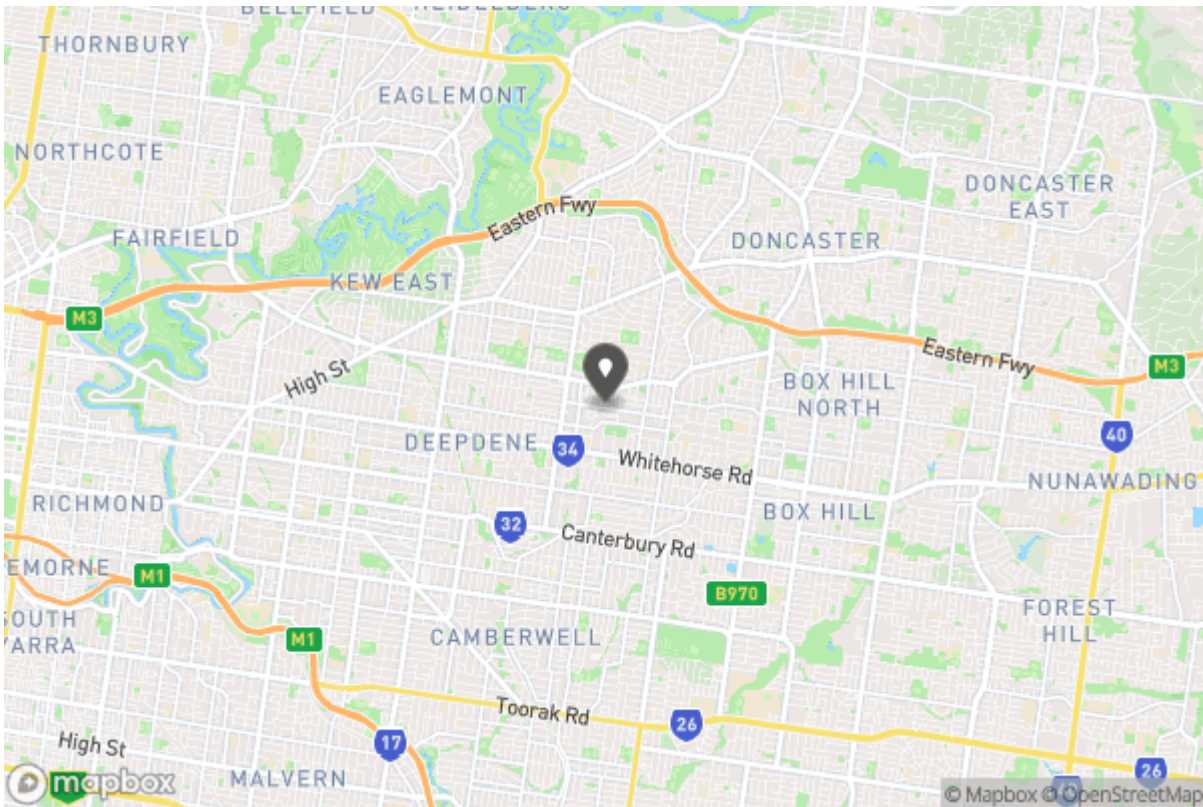 BELLFIELD
HEIDELBERG
THORNBURY
EAGLEMONT
NORTHCOTE
DONCASTER
EAST
Eastern Fwy
FAIRFIELD
DONCASTER
KEW EAST
M3
Eastern Fwy
M3
High St
BOX HILL
NORTH
40
DEEPDENE
34
Whitehorse Rd
NUNAWADING
RICHMOND
BOX HILL
32
Canterbury Rd
EMORNE
M1
B970
SOUTH
YARRA
FOREST
HILL
M1
CAMBERWELL
Toorak Rd
26
High St
17
26
MALVERN
mapbox
© Mapbox © OpenStreetMap